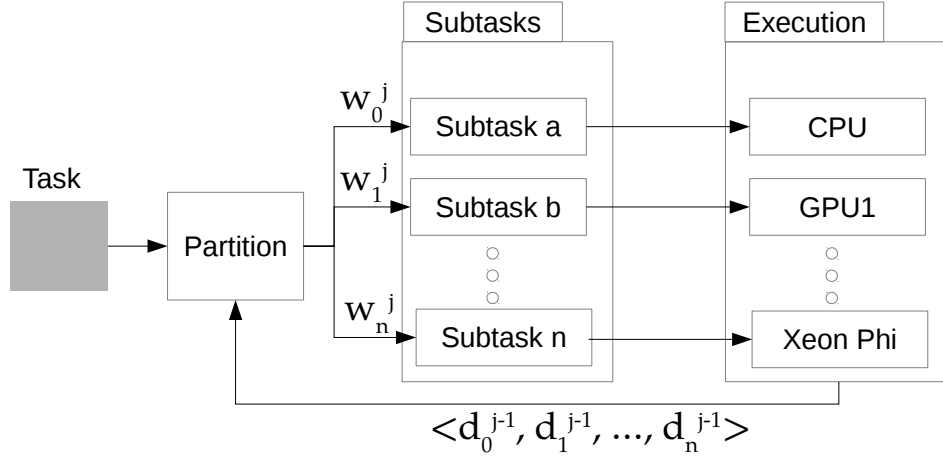 Subtasks Execution
w₀ʲ
Subtask a CPU
Task
w₁ʲ
Subtask b GPU1
Partition
wₙʲ
Subtask n Xeon Phi
<d₀ʲ⁻¹, d₁ʲ⁻¹, ..., dₙʲ⁻¹>